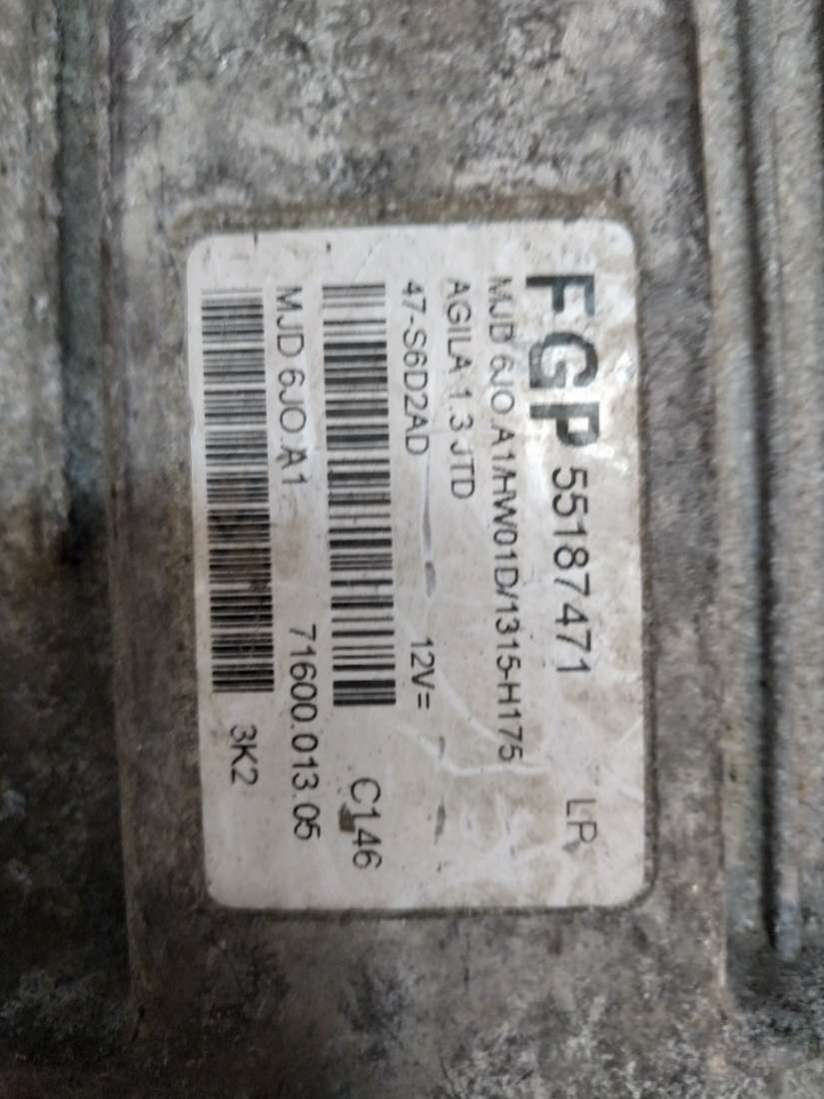 FGP 55187471 LP
MJD 6JO.A1/HW01D/1315-H175
AGILA 1.3 JTD
47-S6D2AD 12V=
C146
MJD 6JO.A1 71600.013.05
3K2